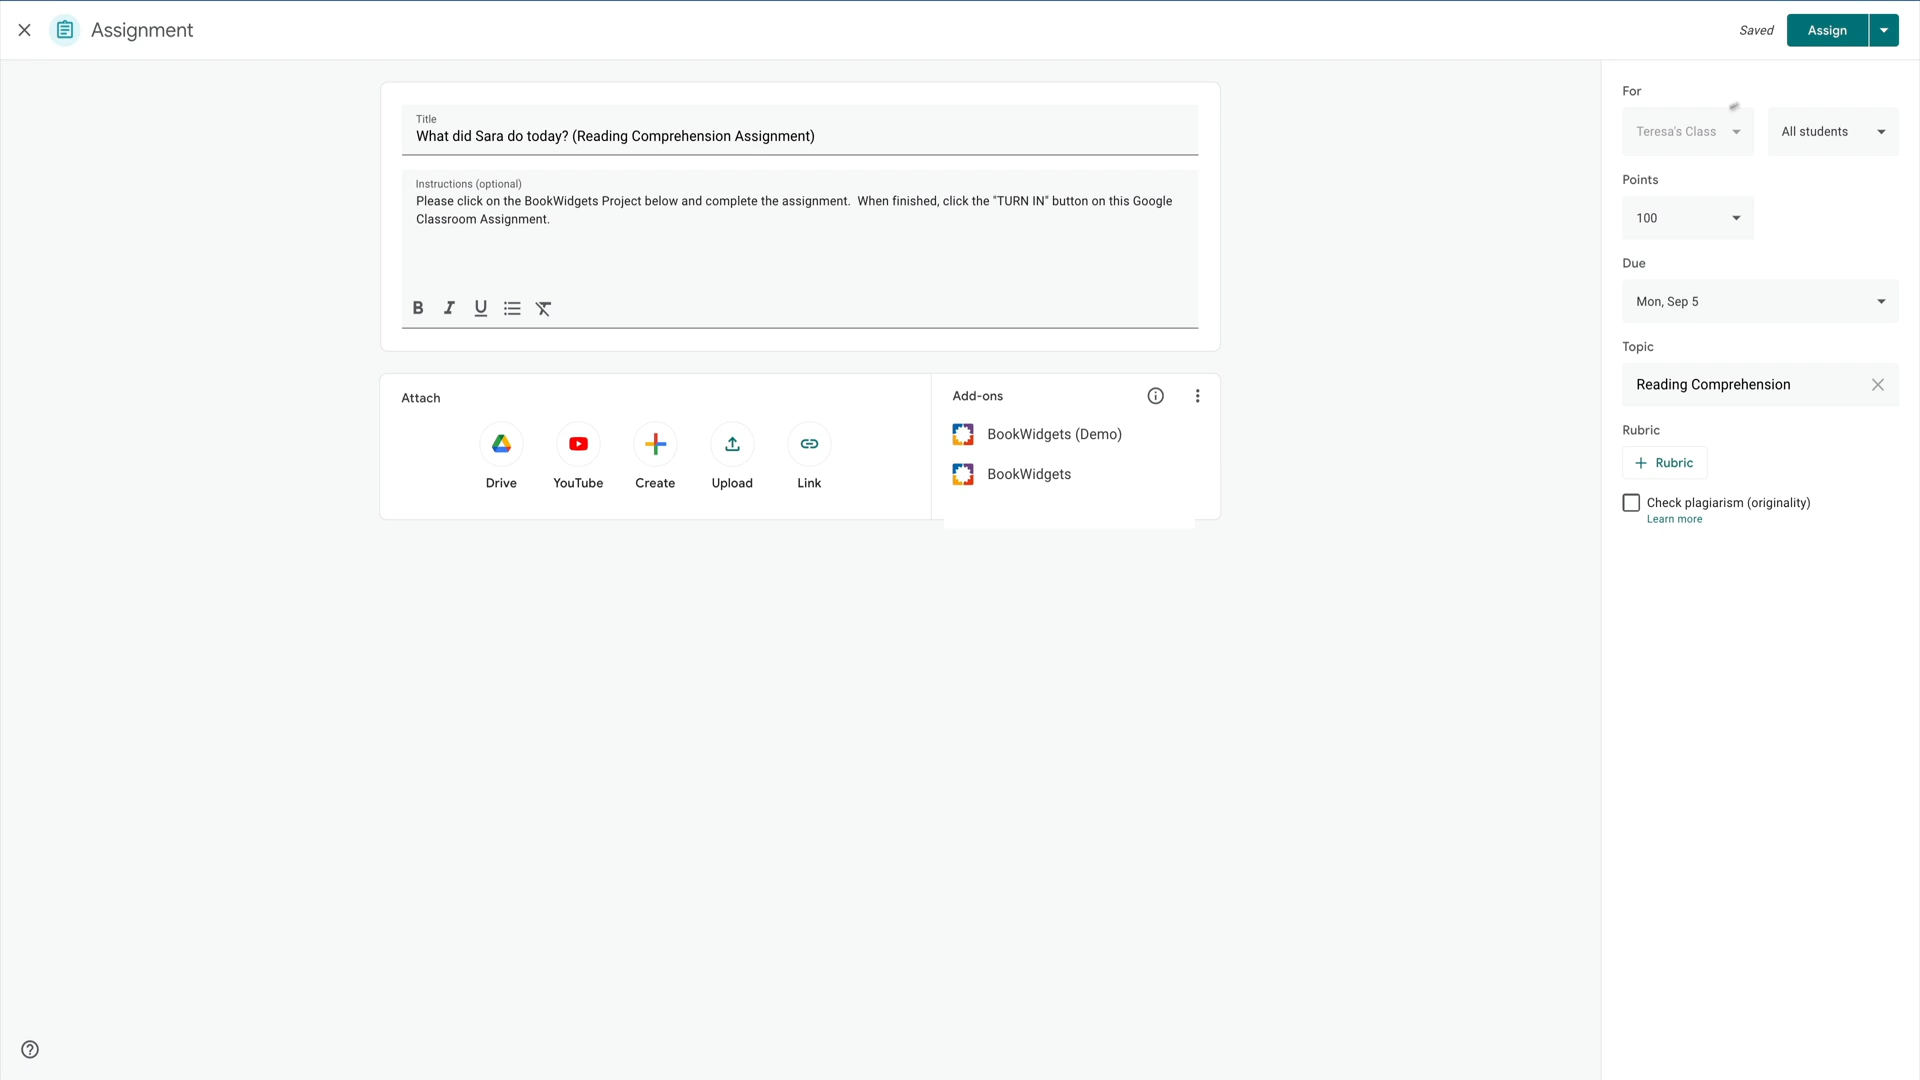 Assignment
Saved
Assign
Title
What did Sara do today? (Reading Comprehension Assignment)
Instructions (optional)
Please click on the BookWidgets Project below and complete the assignment.  When finished, click the "TURN IN" button on this Google
Classroom Assignment.
B I U
Attach
Drive
YouTube
Create
Upload
Link
Add-ons
BookWidgets (Demo)
BookWidgets
For
Teresa's Class
All students
Points
100
Due
Mon, Sep 5
Topic
Reading Comprehension
Rubric
Rubric
Check plagiarism (originality)
Learn more